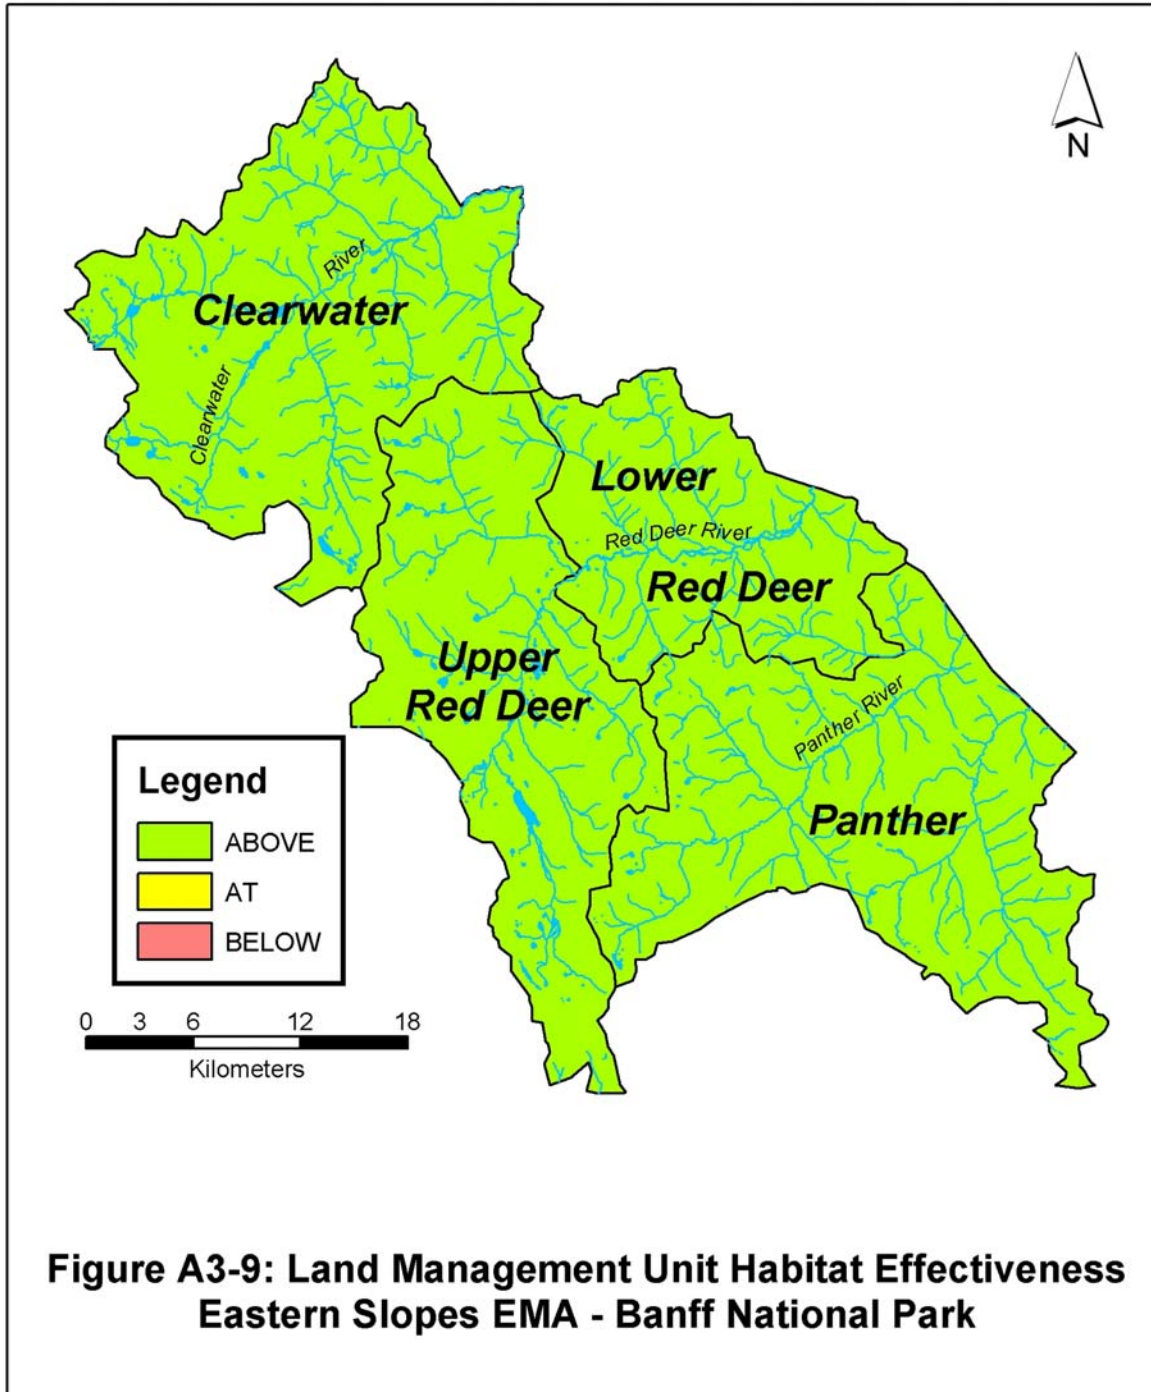 N
River
Clearwater
Clearwater
Lower
Red Deer River
Red Deer
Upper
Red Deer
Panther River
Panther
Legend
ABOVE
AT
BELOW
0 3 6 12 18
Kilometers
Figure A3-9: Land Management Unit Habitat Effectiveness
Eastern Slopes EMA - Banff National Park